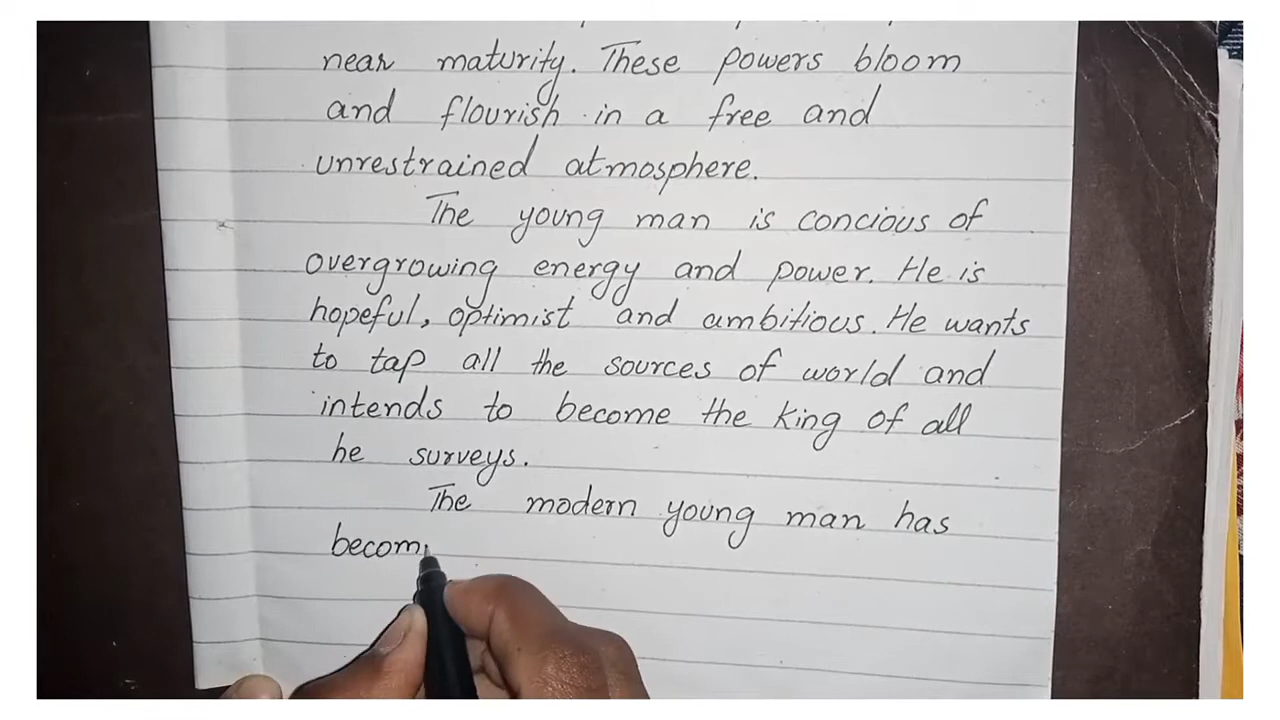 near maturity. These powers bloom
and flourish in a free and
unrestrained atmosphere.
The young man is concious of
overgrowing energy and power. He is
hopeful, optimist and ambitious. He wants
to tap all the sources of world and
intends to become the king of all
he surveys.
The modern young man has
becom